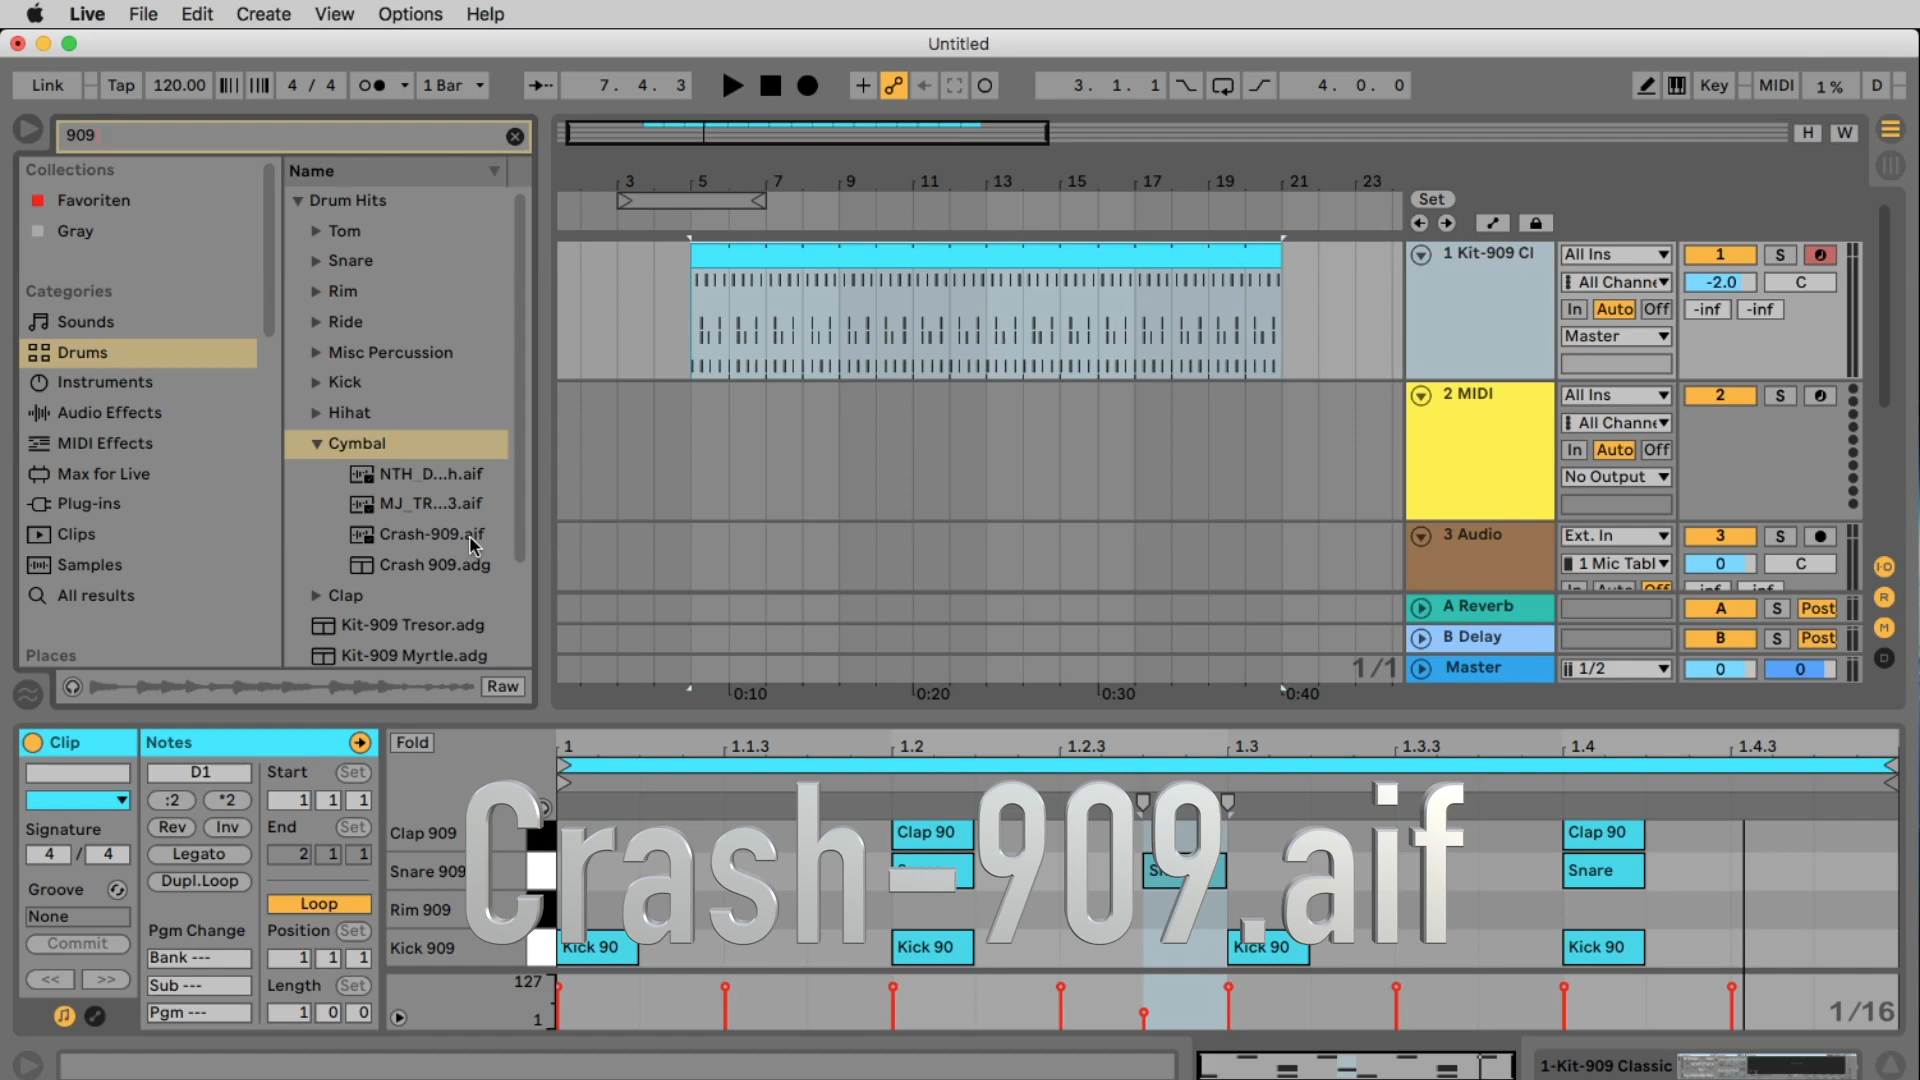 Live File Edit Create View Options Help
Untitled
Link Tap 120.00 4 / 4 1 Bar 7. 4. 3 3. 1. 1 4. 0. 0 Key MIDI 1 % D
909
H W
Collections
Favoriten
Gray
Categories
Sounds
Drums
Instruments
Audio Effects
MIDI Effects
Max for Live
Plug-ins
Clips
Samples
All results
Places
Name
Drum Hits
Tom
Snare
Rim
Ride
Misc Percussion
Kick
Hihat
Cymbal
NTH_D...h.aif
MJ_TR...3.aif
Crash-909.aif
Crash 909.adg
Clap
Kit-909 Tresor.adg
Kit-909 Myrtle.adg
Raw
3 5 7 9 11 13 15 17 19 21 23
Set
1 Kit-909 Cl All Ins 1 S
All Channe -2.0 C
In Auto Off -inf -inf
Master
2 MIDI All Ins 2 S
All Channe
In Auto Off
No Output
3 Audio Ext. In 3 S
1 Mic Tabl 0 C
In Auto Off -inf -inf
A Reverb A S Post
B Delay B S Post
1/1 Master 1/2 0 0
0:10 0:20 0:30 0:40
I·O
R
M
D
Clip
Signature
4 / 4
Groove
None
Commit
<< >>
Notes
D1
:2 *2
Rev Inv
Legato
Dupl.Loop
Pgm Change
Bank ---
Sub ---
Pgm ---
Start Set
1 1 1
End Set
2 1 1
Loop
Position Set
1 1 1
Length Set
1 0 0
Fold 1 1.1.3 1.2 1.2.3 1.3 1.3.3 1.4 1.4.3
Crash-909.aif
Clap 909 Clap 90 Clap 90
Snare 909 Snare
Rim 909
Kick 909 Kick 90 Kick 90 Kick 90 Kick 90
127
1
1/16
1-Kit-909 Classic